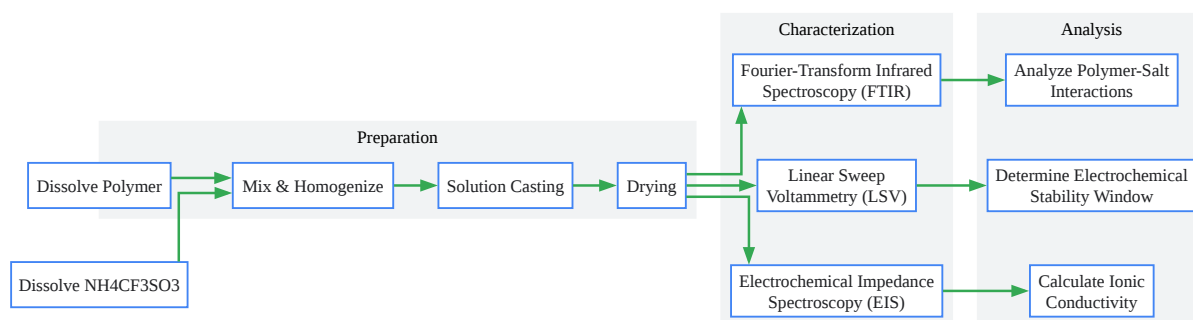 Preparation
Dissolve Polymer
Dissolve NH4CF3SO3
Mix & Homogenize
Solution Casting
Drying
Characterization
Fourier-Transform Infrared
Spectroscopy (FTIR)
Linear Sweep
Voltammetry (LSV)
Electrochemical Impedance
Spectroscopy (EIS)
Analysis
Analyze Polymer-Salt
Interactions
Determine Electrochemical
Stability Window
Calculate Ionic
Conductivity